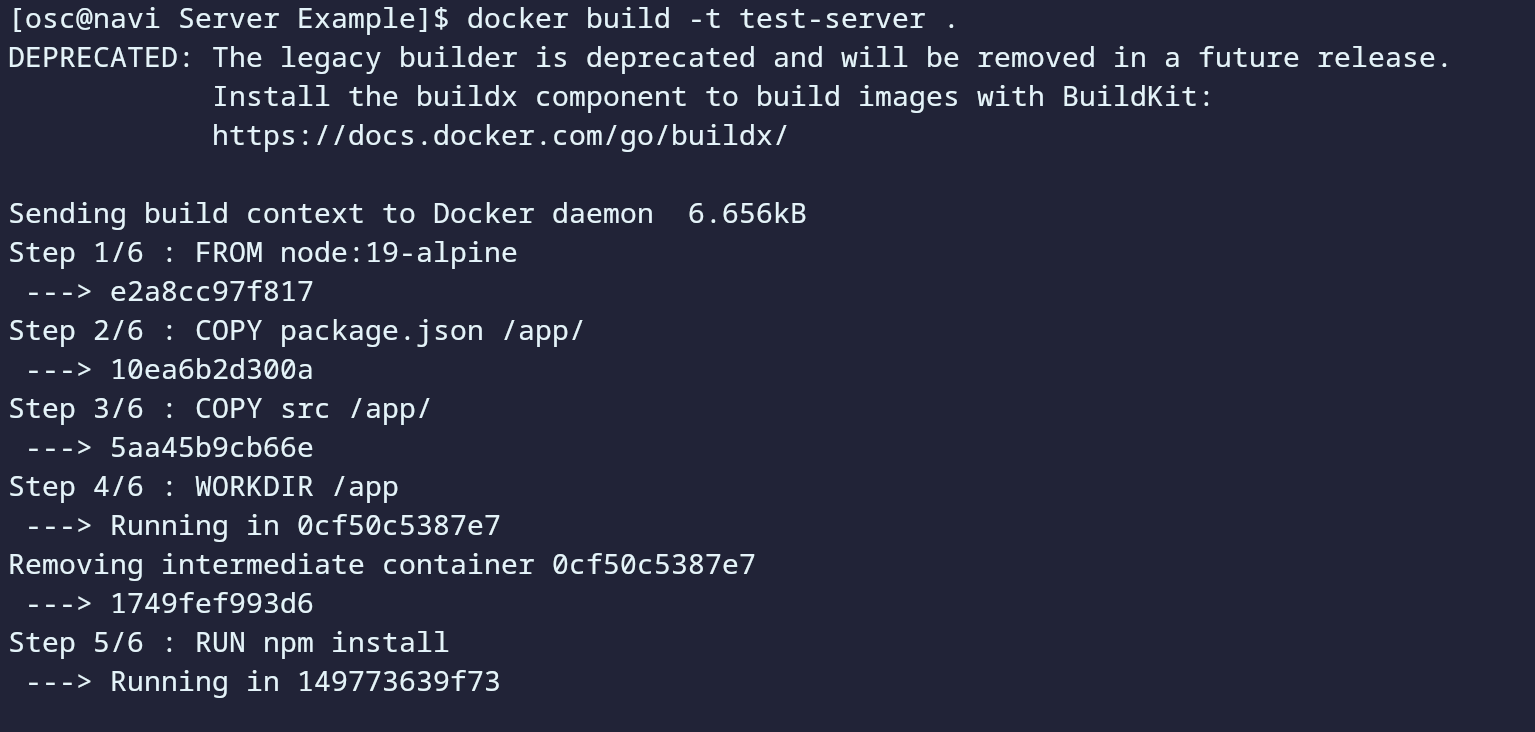 [osc@navi Server Example]$ docker build -t test-server .
DEPRECATED: The legacy builder is deprecated and will be removed in a future release.
            Install the buildx component to build images with BuildKit:
            https://docs.docker.com/go/buildx/

Sending build context to Docker daemon  6.656kB
Step 1/6 : FROM node:19-alpine
 ---> e2a8cc97f817
Step 2/6 : COPY package.json /app/
 ---> 10ea6b2d300a
Step 3/6 : COPY src /app/
 ---> 5aa45b9cb66e
Step 4/6 : WORKDIR /app
 ---> Running in 0cf50c5387e7
Removing intermediate container 0cf50c5387e7
 ---> 1749fef993d6
Step 5/6 : RUN npm install
 ---> Running in 149773639f73